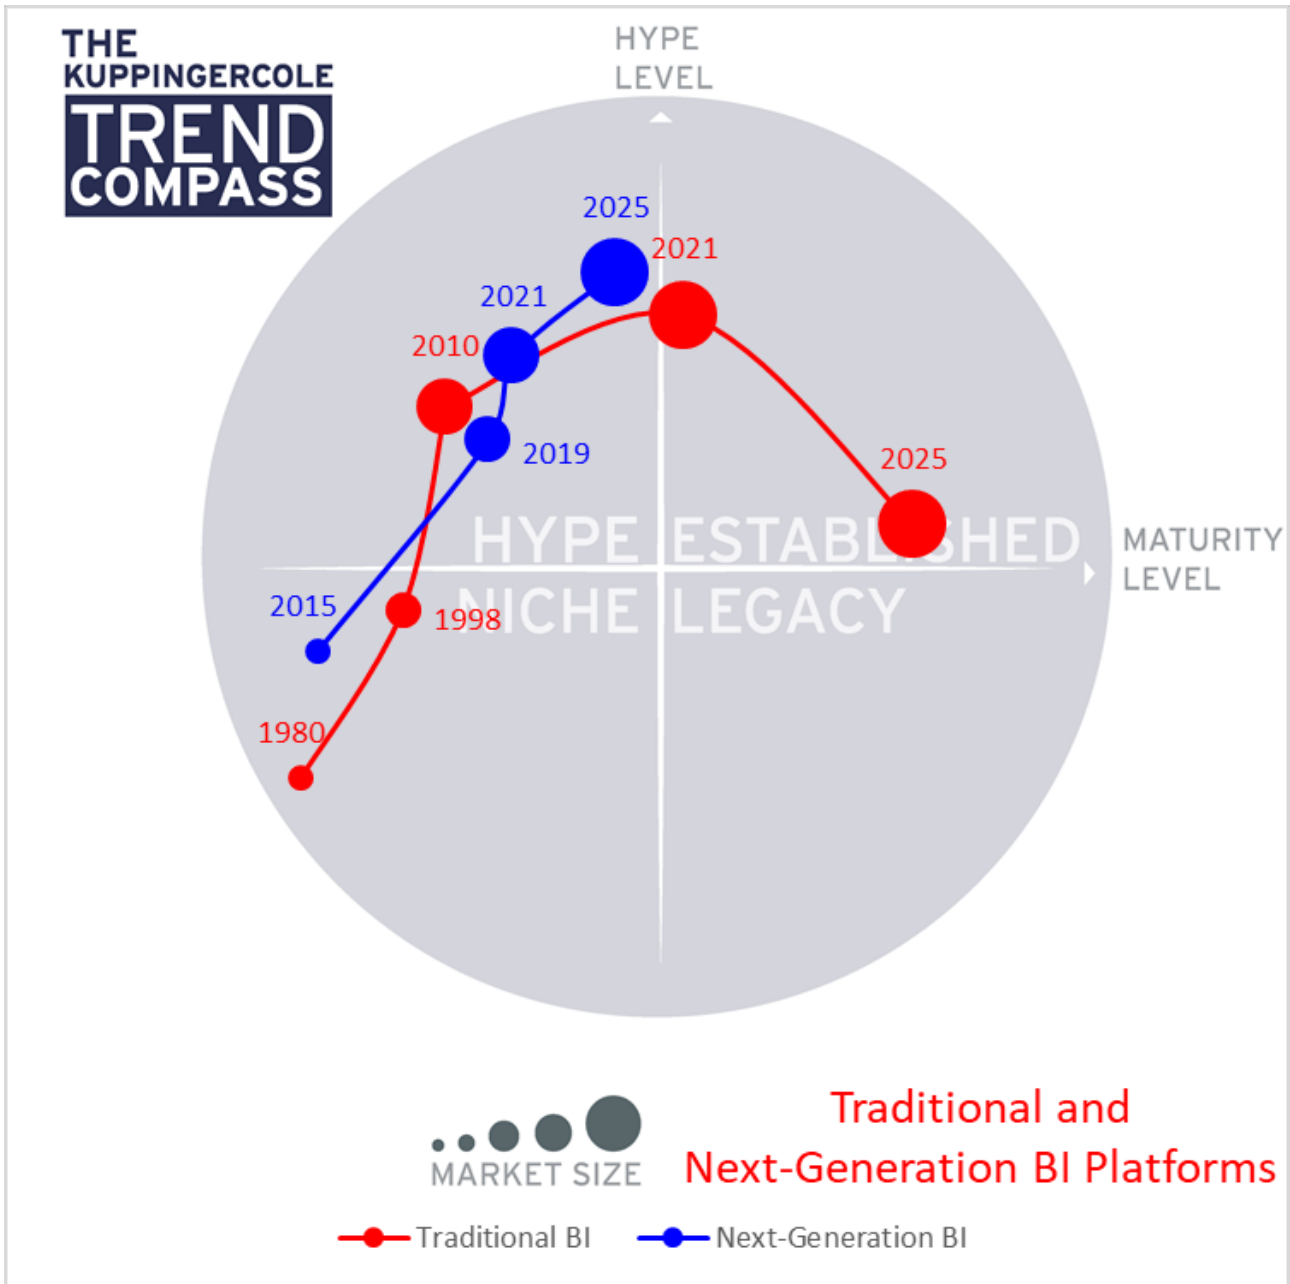 THE
KUPPINGERCOLE
TREND
COMPASS
HYPE
LEVEL
2025
2021
2021
2010
2019
2025
HYPE
ESTABLISHED
MATURITY
LEVEL
NICHE
LEGACY
2015
1998
1980
MARKET SIZE
Traditional and
Next-Generation BI Platforms
Traditional BI
Next-Generation BI